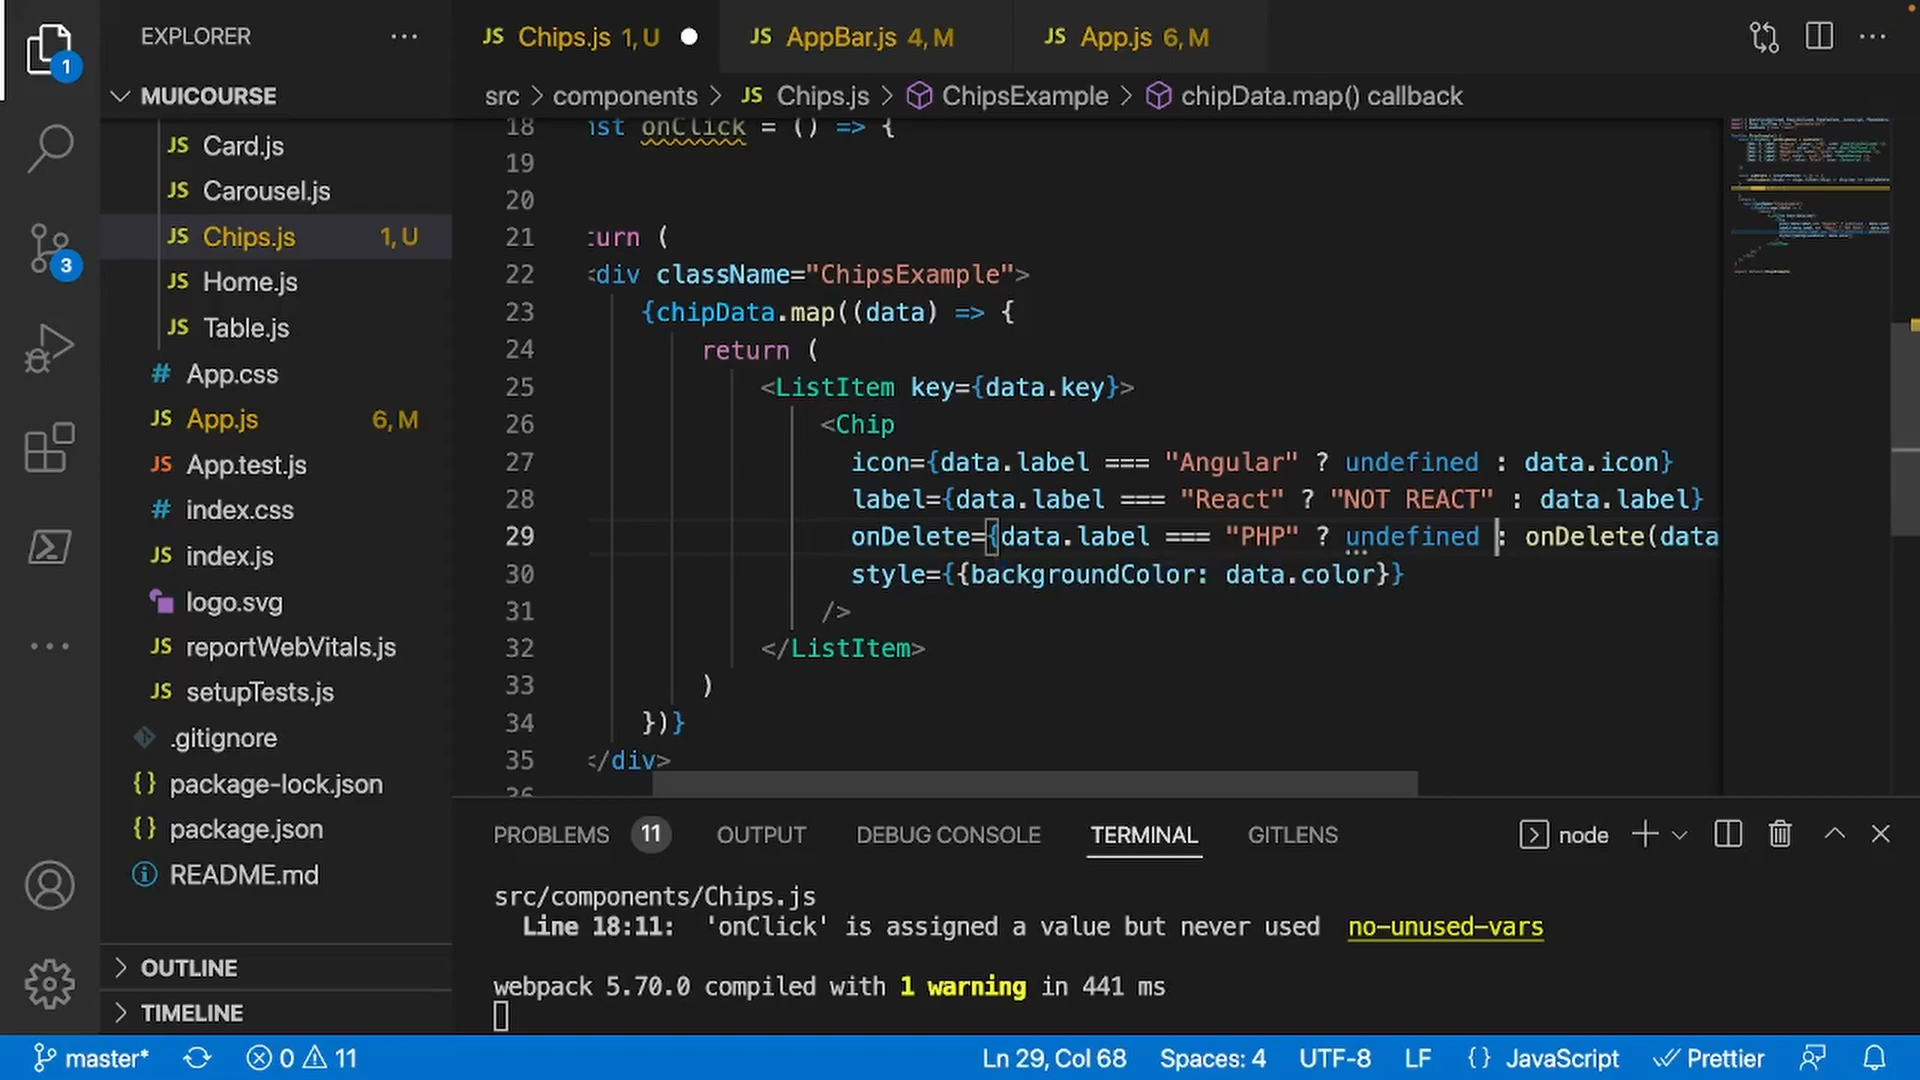 EXPLORER
1
MUICOURSE
JS Card.js
JS Carousel.js
JS Chips.js 1, U
JS Home.js
JS Table.js
# App.css
JS App.js 6, M
JS App.test.js
# index.css
JS index.js
logo.svg
JS reportWebVitals.js
JS setupTests.js
.gitignore
{} package-lock.json
{} package.json
README.md
OUTLINE
TIMELINE
3
JS Chips.js 1, U
JS AppBar.js 4, M
JS App.js 6, M
src > components > JS Chips.js > ChipsExample > chipData.map() callback
18 nst onClick = () => {
19
20
21 turn (
22 <div className="ChipsExample">
23 {chipData.map((data) => {
24 return (
25 <ListItem key={data.key}>
26 <Chip
27 icon={data.label === "Angular" ? undefined : data.icon}
28 label={data.label === "React" ? "NOT REACT" : data.label}
29 onDelete={data.label === "PHP" ? undefined : onDelete(data
30 style={{backgroundColor: data.color}}
31 />
32 </ListItem>
33 )
34 })}
35 </div>
36
PROBLEMS 11 OUTPUT DEBUG CONSOLE TERMINAL GITLENS node
src/components/Chips.js
Line 18:11: 'onClick' is assigned a value but never used no-unused-vars
webpack 5.70.0 compiled with 1 warning in 441 ms
master* 0 11 Ln 29, Col 68 Spaces: 4 UTF-8 LF {} JavaScript Prettier